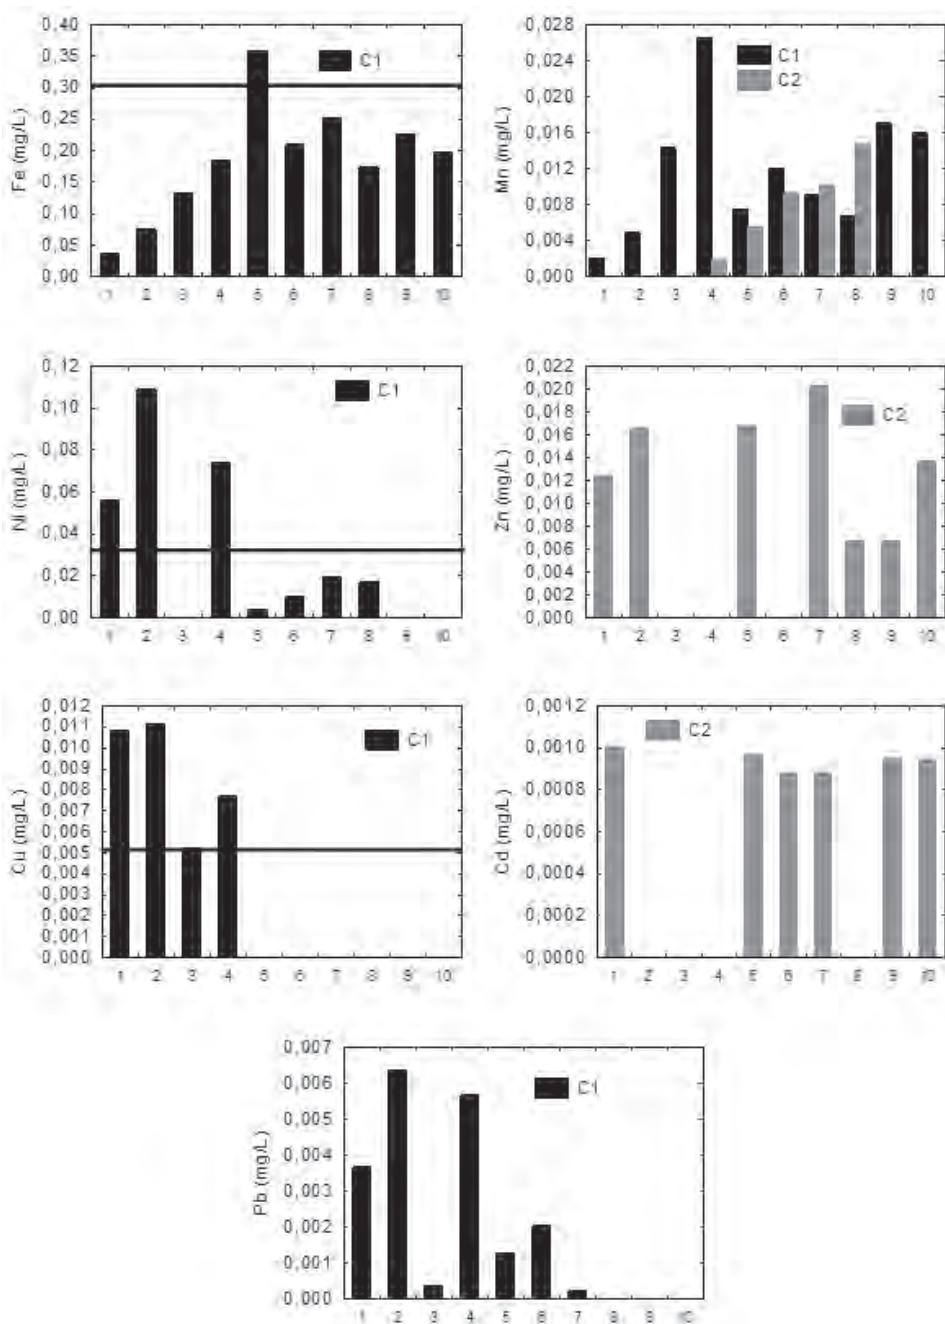 0,40
0,35
0,30
0,25
0,20
0,15
0,10
0,05
0,00
Fe (mg/L)
C1
1 2 3 4 5 6 7 8 9 10
0,028
0,024
0,020
0,016
0,012
0,008
0,004
0,000
Mn (mg/L)
C1
C2
1 2 3 4 5 6 7 8 9 10
0,12
0,10
0,08
0,06
0,04
0,02
0,00
Ni (mg/L)
C1
1 2 3 4 5 6 7 8 9 10
0,022
0,020
0,018
0,016
0,014
0,012
0,010
0,008
0,006
0,004
0,002
0,000
Zn (mg/L)
C2
1 2 3 4 5 6 7 8 9 10
0,012
0,011
0,010
0,009
0,008
0,007
0,006
0,005
0,004
0,003
0,002
0,001
0,000
Cu (mg/L)
C1
1 2 3 4 5 6 7 8 9 10
0,0012
0,0010
0,0008
0,0006
0,0004
0,0002
0,0000
Cd (mg/L)
C2
1 2 3 4 5 6 7 8 9 10
0,007
0,006
0,005
0,004
0,003
0,002
0,001
0,000
Pb (mg/L)
C1
1 2 3 4 5 6 7 8 9 10